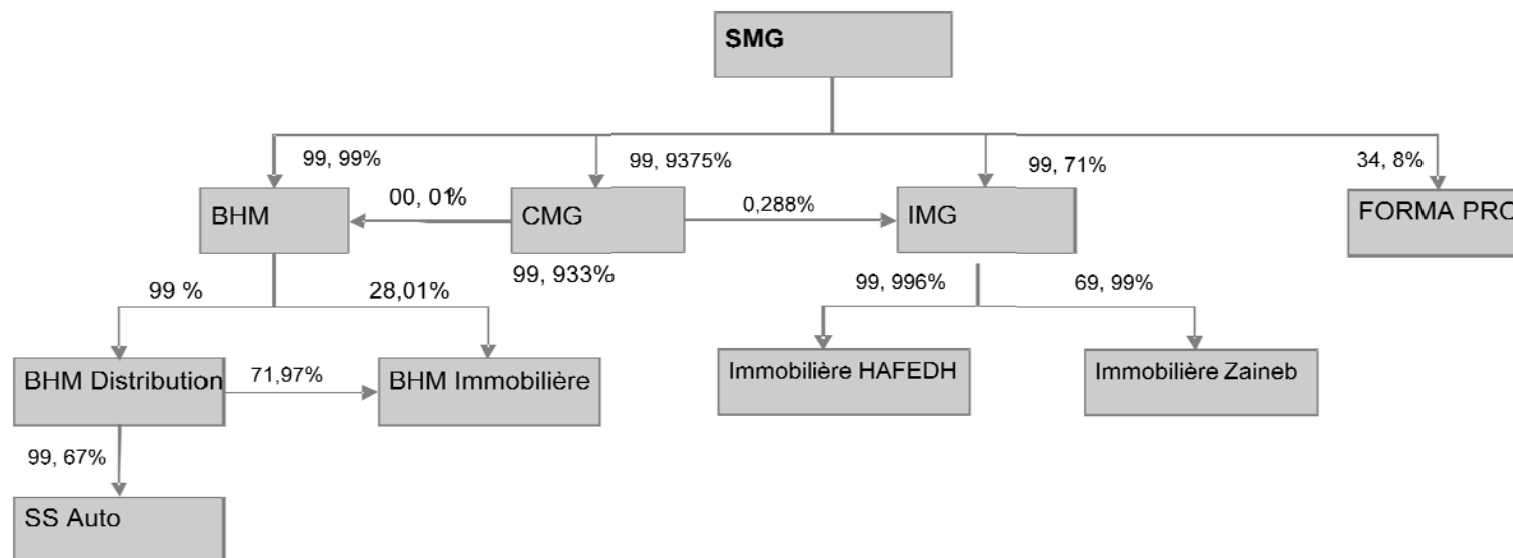 SMG
99, 99%
99, 9375%
99, 71%
34, 8%
BHM
00, 01%
CMG
0,288%
IMG
FORMA PRO
99, 933%
99 %
28,01%
99, 996%
69, 99%
BHM Distribution
71,97%
BHM Immobilière
Immobilière HAFEDH
Immobilière Zaineb
99, 67%
SS Auto